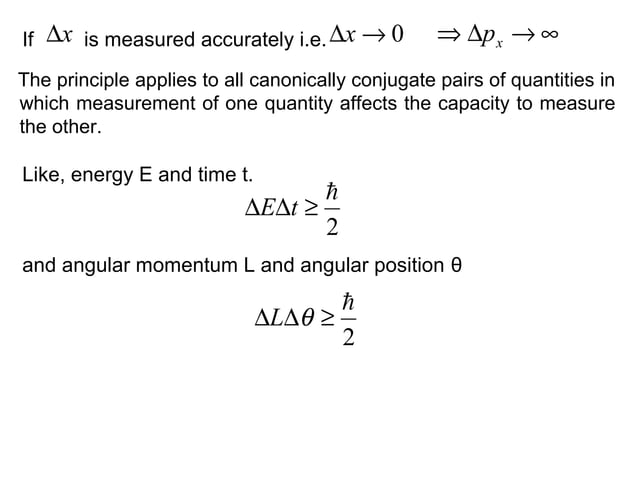 If Δx is measured accurately i.e. Δx → 0 ⇒ Δpₓ → ∞
The principle applies to all canonically conjugate pairs of quantities in
which measurement of one quantity affects the capacity to measure
the other.
Like, energy E and time t.
ΔEΔt ≥ ħ/2
and angular momentum L and angular position θ
ΔLΔθ ≥ ħ/2